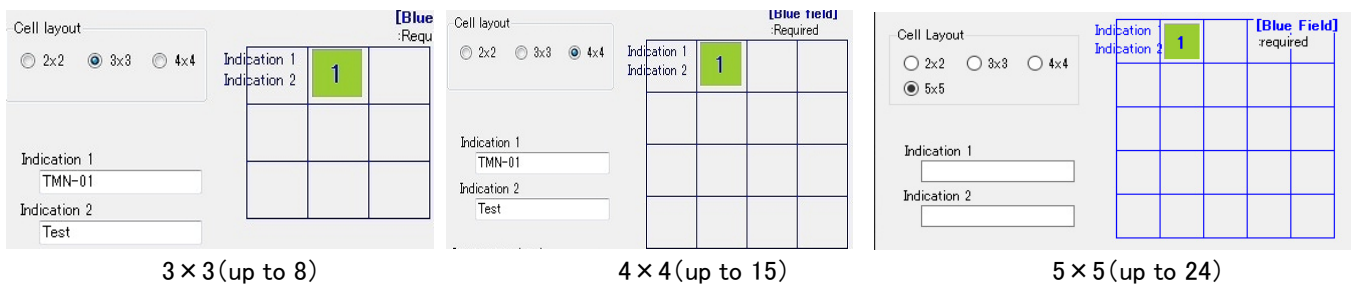 Cell layout
2x2 3x3 4x4
[Blue
:Requ
Indication 1
Indication 2
1
Indication 1
TMN-01
Indication 2
Test
3×3(up to 8)
Cell layout
2x2 3x3 4x4
[Blue field]
:Required
Indication 1
Indication 2
1
Indication 1
TMN-01
Indication 2
Test
4×4(up to 15)
Cell Layout
2x2 3x3 4x4
5x5
[Blue Field]
:required
Indication 1
Indication 2
1
Indication 1
Indication 2
5×5(up to 24)